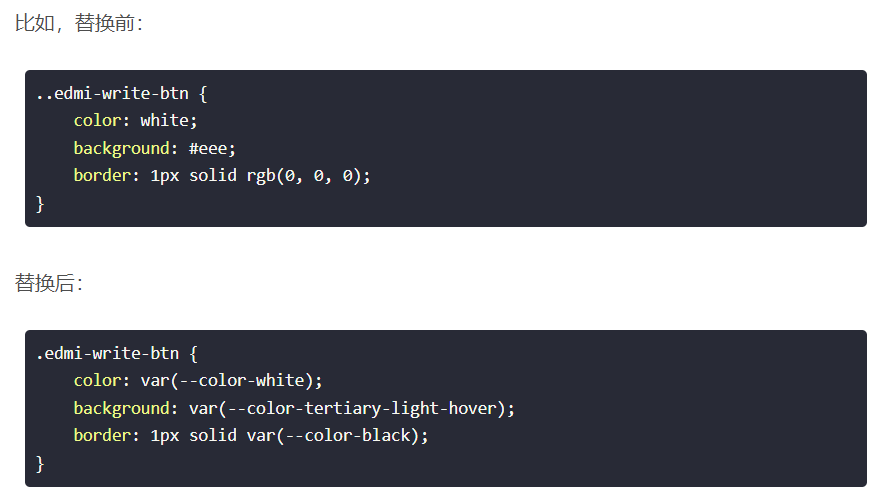 比如，替换前：
..edmi-write-btn {
    color: white;
    background: #eee;
    border: 1px solid rgb(0, 0, 0);
}
替换后：
.edmi-write-btn {
    color: var(--color-white);
    background: var(--color-tertiary-light-hover);
    border: 1px solid var(--color-black);
}